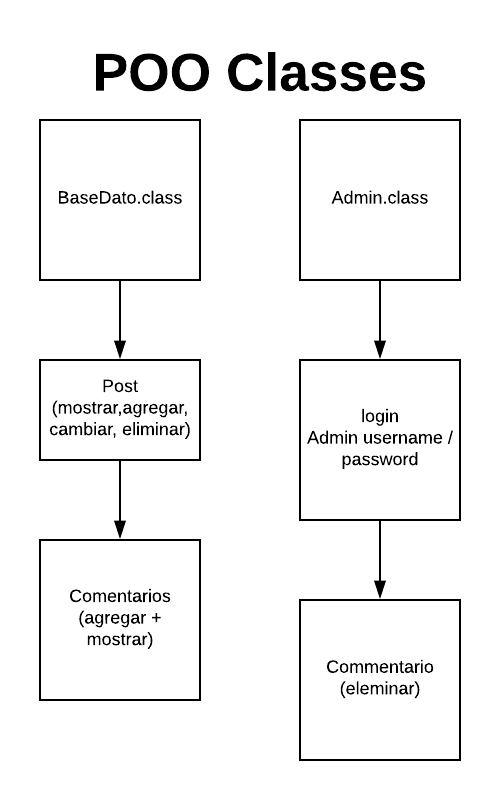 POO Classes
BaseDato.class
Post
(mostrar,agregar,
cambiar, eliminar)
Comentarios
(agregar +
mostrar)
Admin.class
login
Admin username /
password
Commentario
(eleminar)